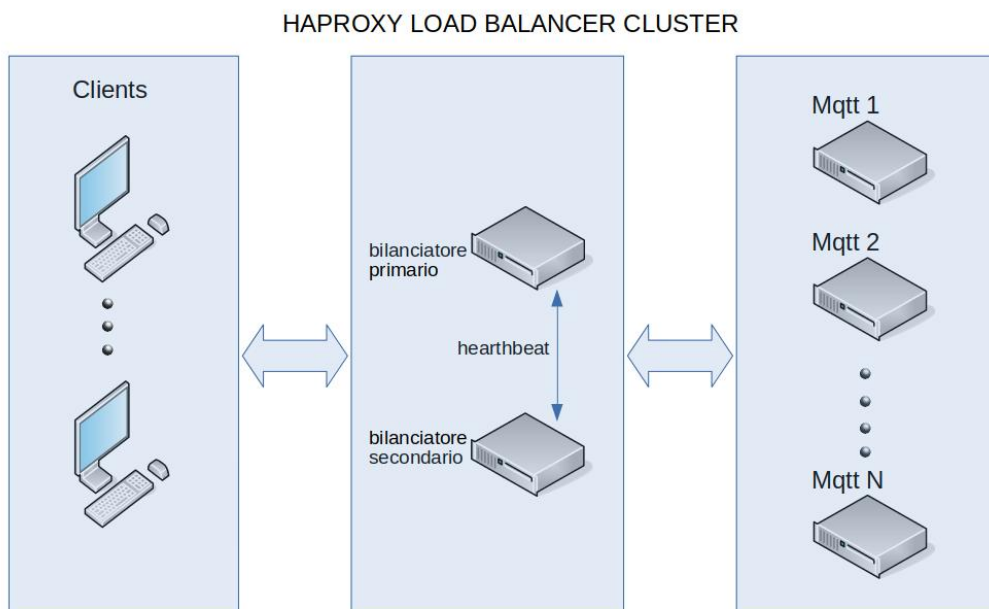 HAPROXY LOAD BALANCER CLUSTER
Clients
bilanciatore
primario
hearthbeat
bilanciatore
secondario
Mqtt 1
Mqtt 2
Mqtt N